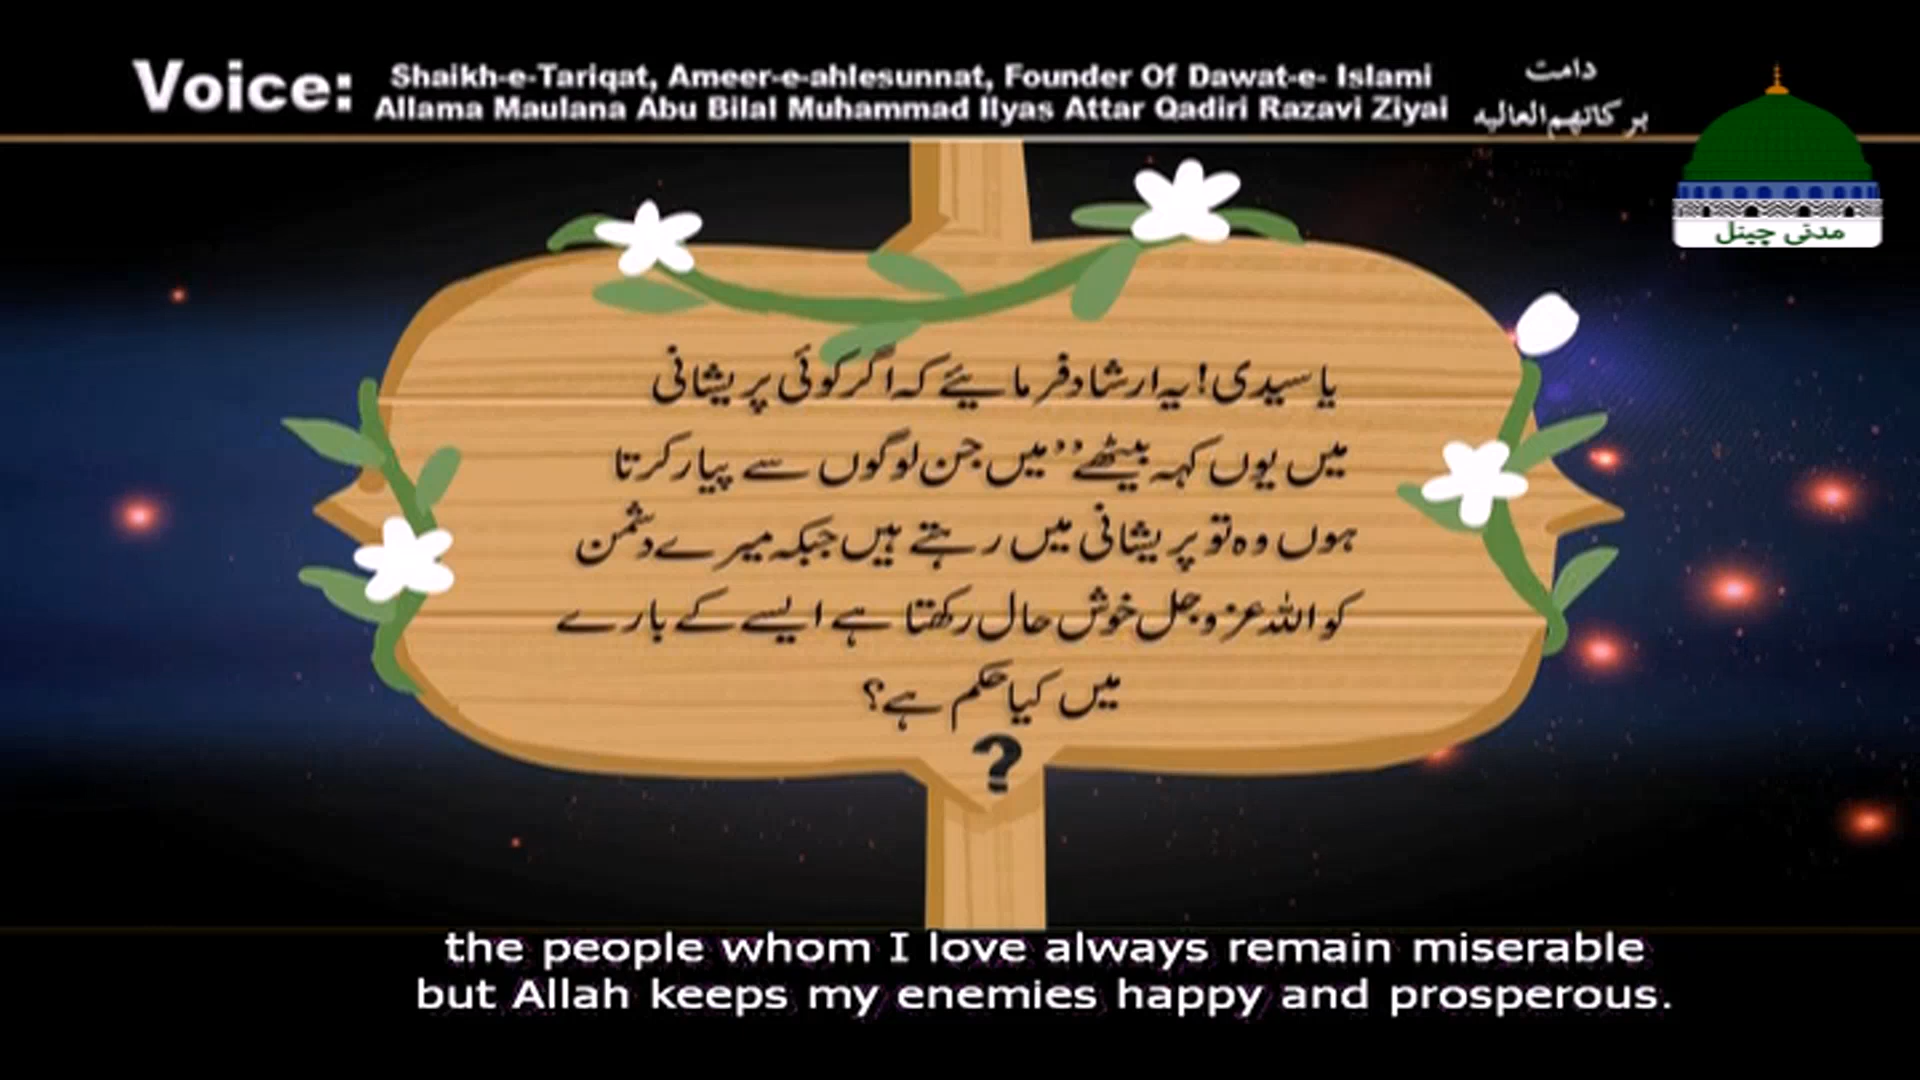 Voice:
Shaikh-e-Tariqat, Ameer-e-ahlesunnat, Founder Of Dawat-e- Islami
Allama Maulana Abu Bilal Muhammad Ilyas Attar Qadiri Razavi Ziyai
دامت
برکاتہم العالیہ
مدنی چینل
یا سیدی! یہ ارشاد فرمایئے کہ اگر کوئی پریشانی
میں یوں کہہ بیٹھے ’’میں جن لوگوں سے پیار کرتا
ہوں وہ تو پریشانی میں رہتے ہیں جبکہ میرے دشمن
کو اللہ عزوجل خوش حال رکھتا ہے ایسے کے بارے
میں کیا حکم ہے؟
?
the people whom I love always remain miserable
but Allah keeps my enemies happy and prosperous.